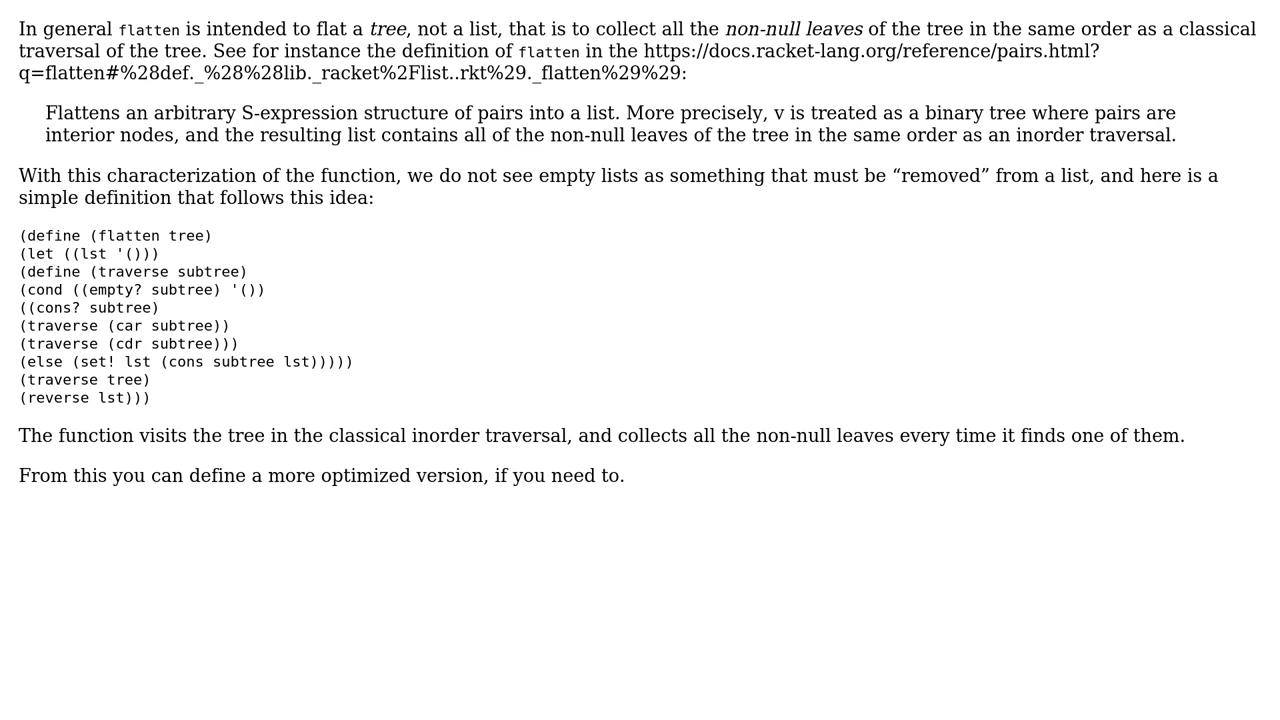 In general flatten is intended to flat a tree, not a list, that is to collect all the non-null leaves of the tree in the same order as a classical
traversal of the tree. See for instance the definition of flatten in the https://docs.racket-lang.org/reference/pairs.html?
q=flatten#%28def._%28%28lib._racket%2Flist..rkt%29._flatten%29%29:
Flattens an arbitrary S-expression structure of pairs into a list. More precisely, v is treated as a binary tree where pairs are
interior nodes, and the resulting list contains all of the non-null leaves of the tree in the same order as an inorder traversal.
With this characterization of the function, we do not see empty lists as something that must be “removed” from a list, and here is a
simple definition that follows this idea:
(define (flatten tree)
(let ((lst '()))
(define (traverse subtree)
(cond ((empty? subtree) '())
((cons? subtree)
(traverse (car subtree))
(traverse (cdr subtree)))
(else (set! lst (cons subtree lst)))))
(traverse tree)
(reverse lst)))
The function visits the tree in the classical inorder traversal, and collects all the non-null leaves every time it finds one of them.
From this you can define a more optimized version, if you need to.